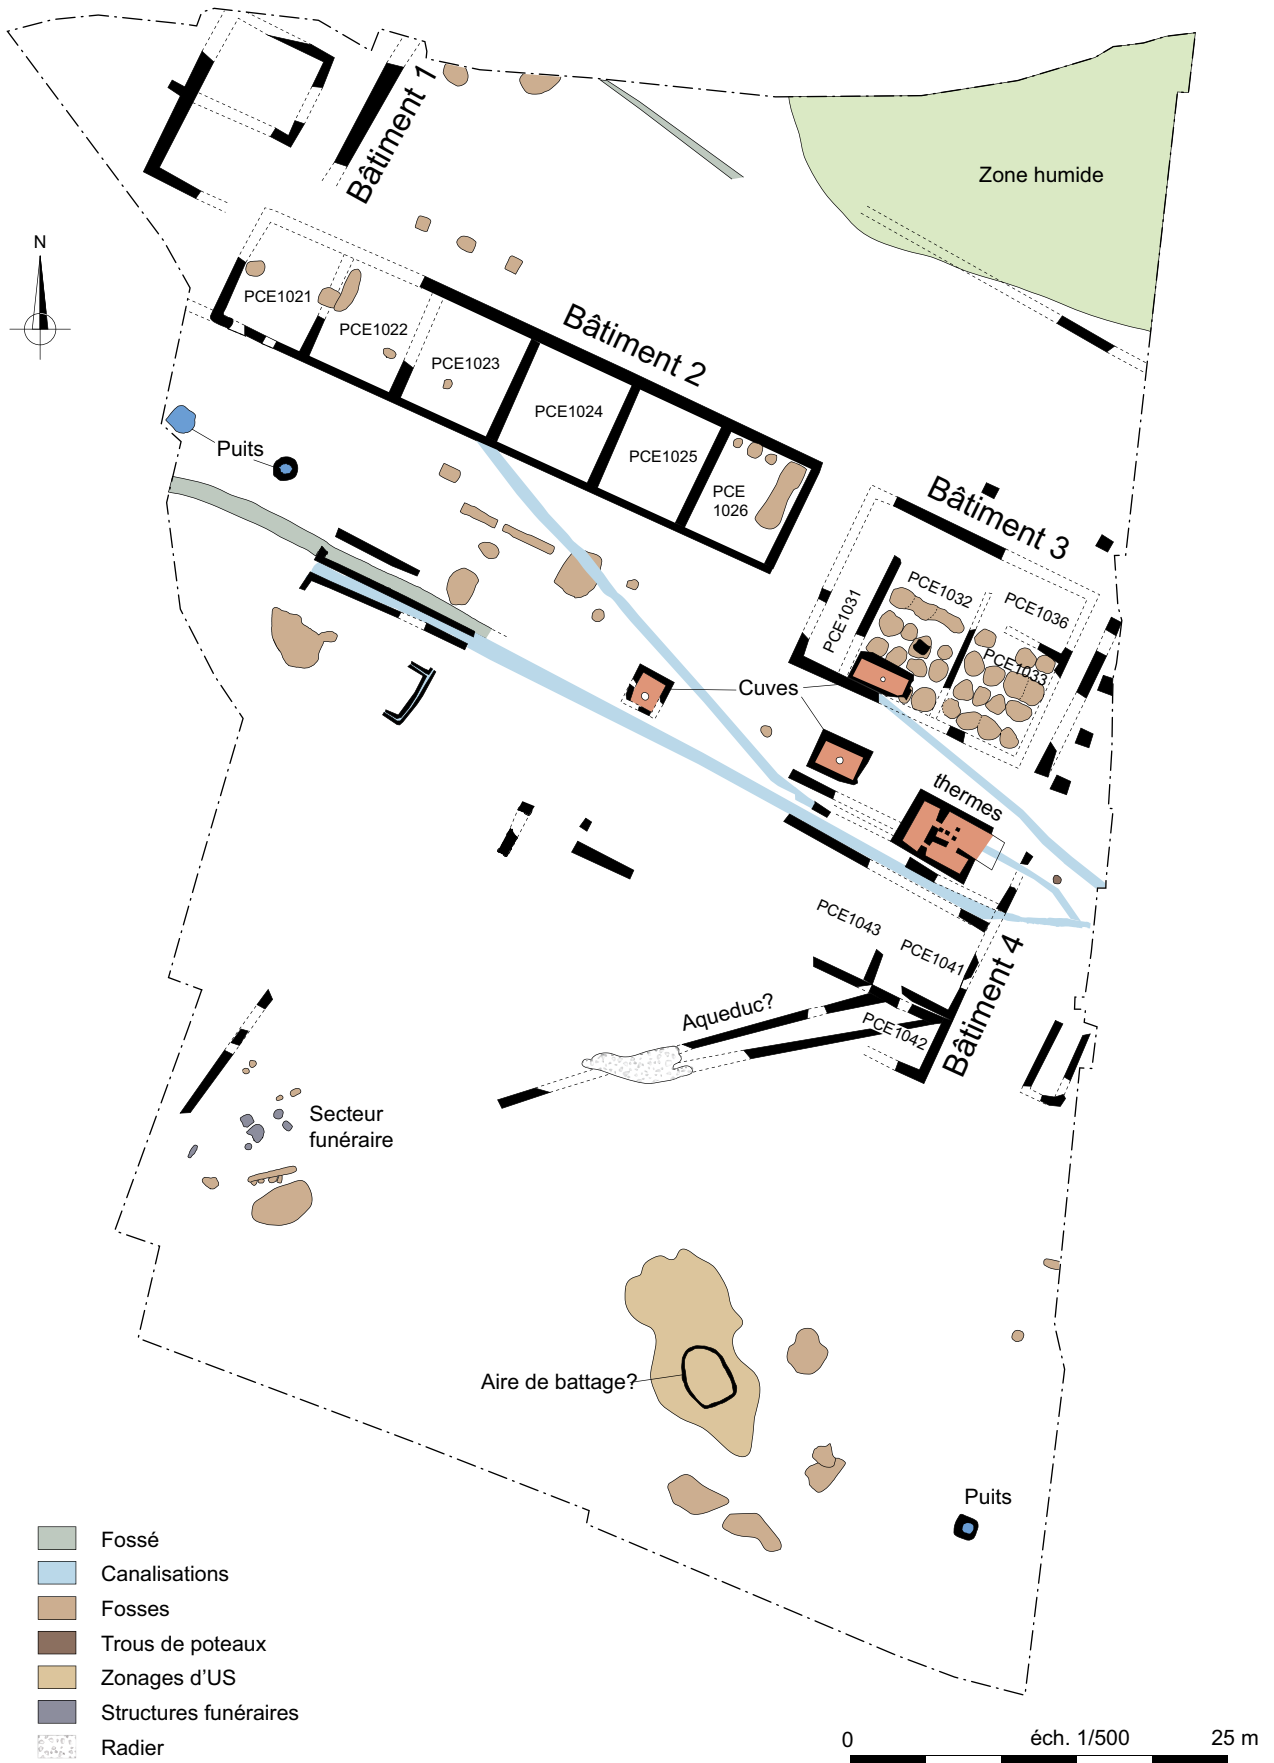 Bâtiment 1
Zone humide
N
PCE1021
PCE1022
PCE1023
Bâtiment 2
PCE1024
PCE1025
PCE
1026
Puits
Bâtiment 3
PCE1031
PCE1032
PCE1036
PCE1033
Cuves
thermes
PCE1043
PCE1041
Bâtiment 4
Aqueduc?
PCE1042
Secteur
funéraire
Aire de battage?
Puits
Fossé
Canalisations
Fosses
Trous de poteaux
Zonages d'US
Structures funéraires
Radier
0 éch. 1/500 25 m